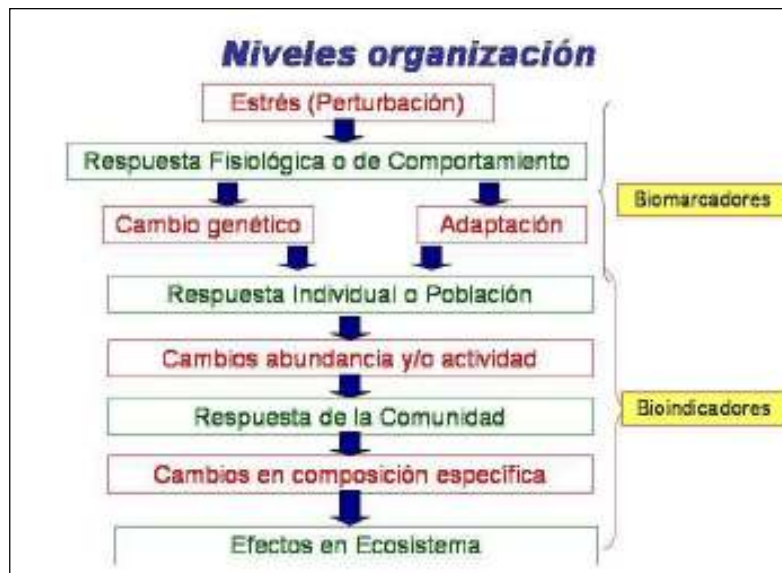 Niveles organización
Estrés (Perturbación)
Respuesta Fisiológica o de Comportamiento
Biomarcadores
Cambio genético
Adaptación
Respuesta Individual o Población
Cambios abundancia y/o actividad
Respuesta de la Comunidad
Bioindicadores
Cambios en composición específica
Efectos en Ecosistema